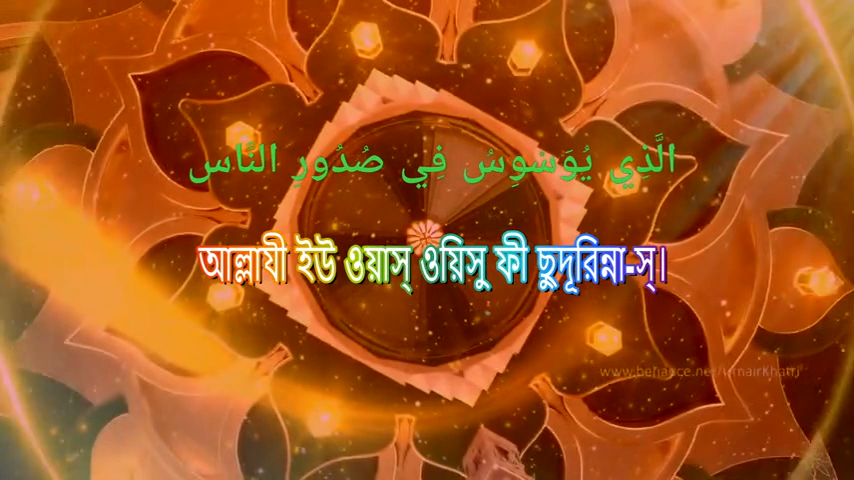 الَّذِي يُوَسْوِسُ فِي صُدُورِ النَّاسِ
আল্লাযী ইউ ওয়াস্ ওয়িসু ফী ছুদূরিন্না-স্।